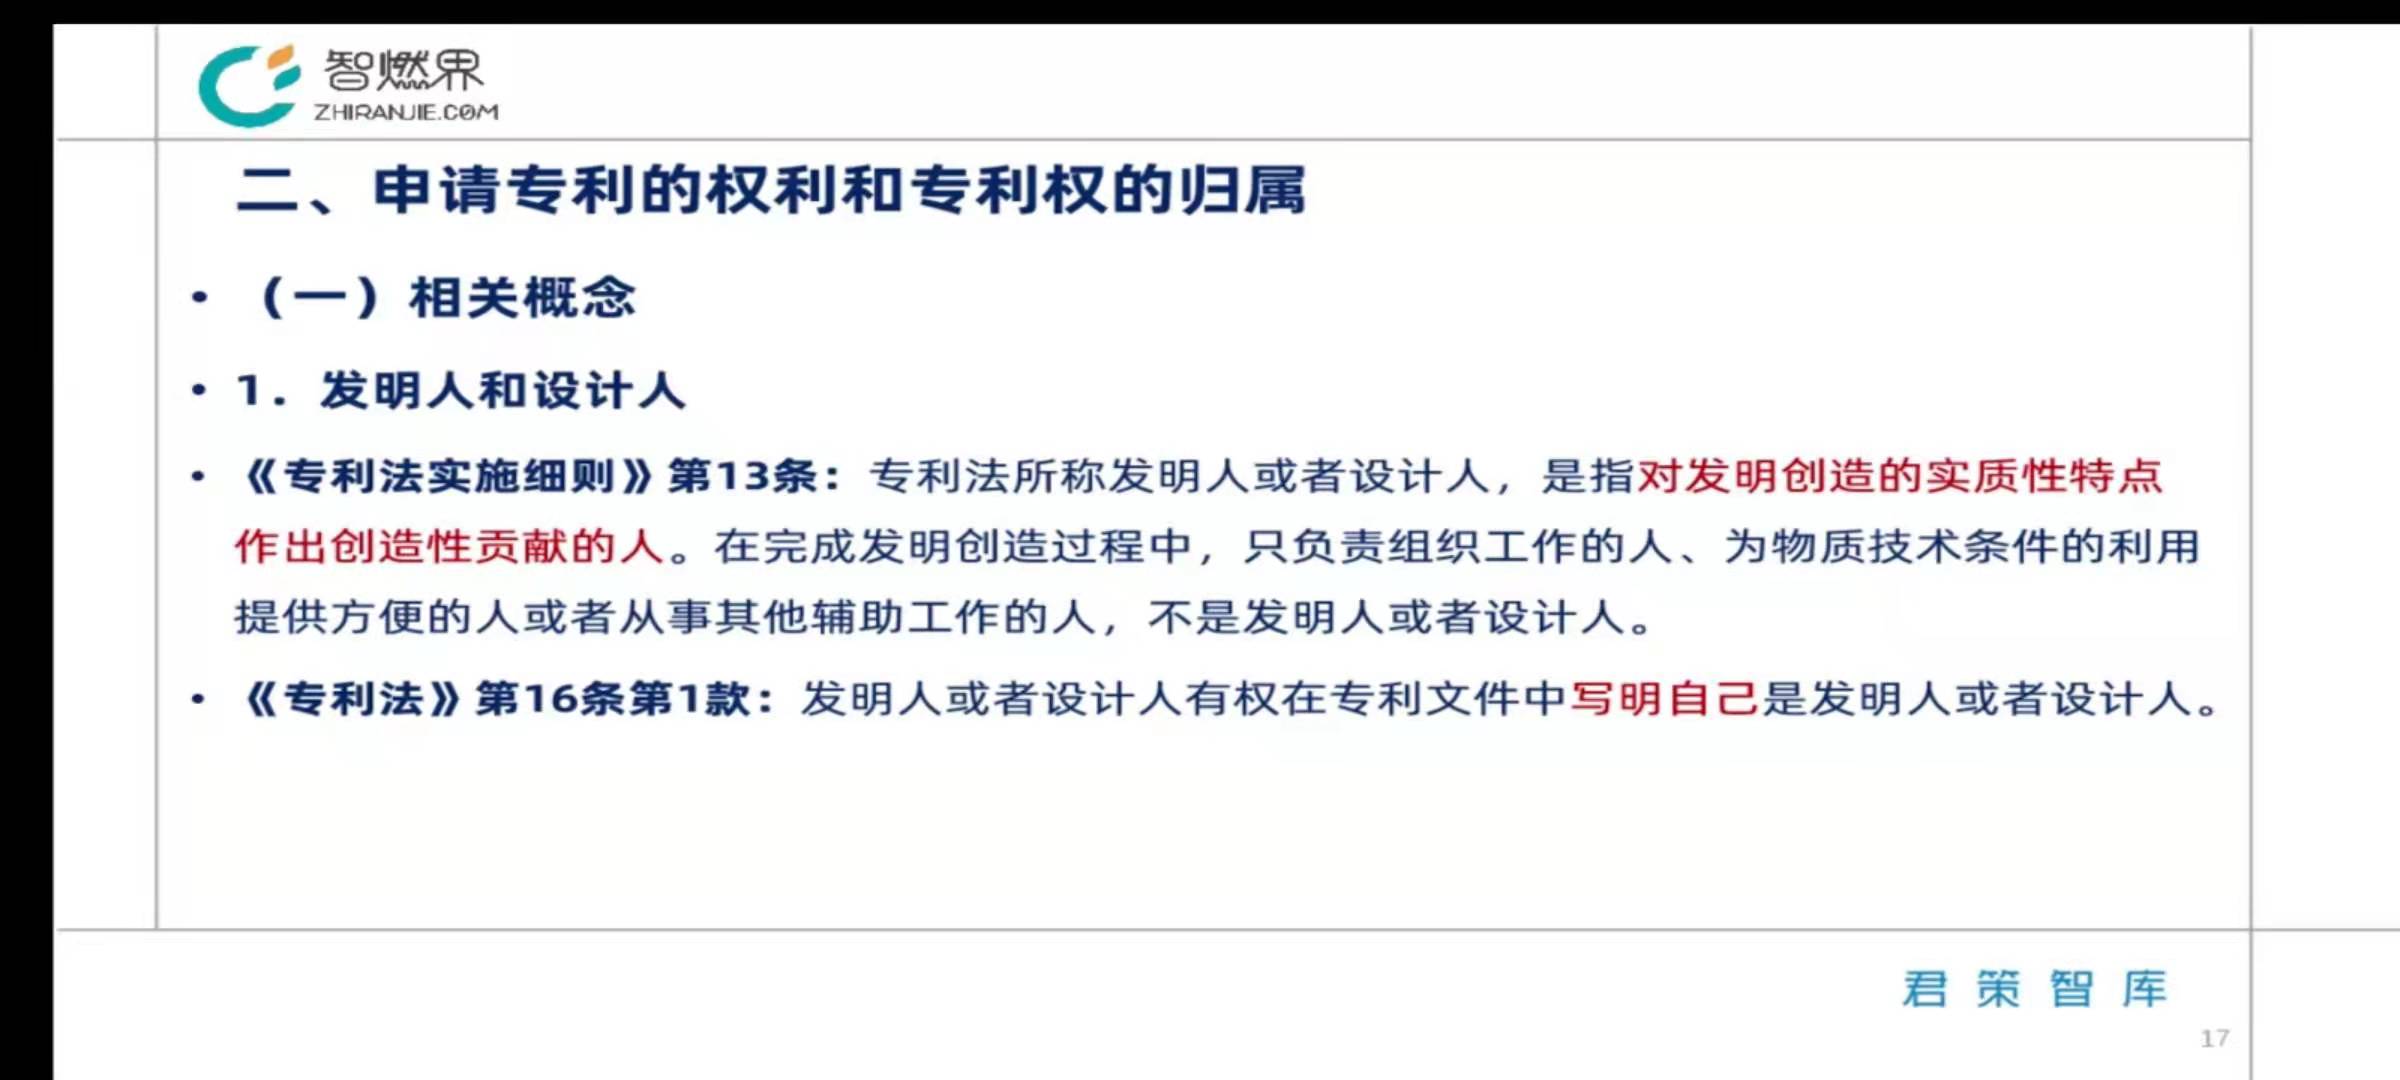 智燃界
ZHIRANJIE.COM
二、申请专利的权利和专利权的归属
• （一）相关概念
• 1．发明人和设计人
• 《专利法实施细则》第13条：专利法所称发明人或者设计人，是指对发明创造的实质性特点
作出创造性贡献的人。在完成发明创造过程中，只负责组织工作的人、为物质技术条件的利用
提供方便的人或者从事其他辅助工作的人，不是发明人或者设计人。
• 《专利法》第16条第1款：发明人或者设计人有权在专利文件中写明自己是发明人或者设计人。
君策智库
17